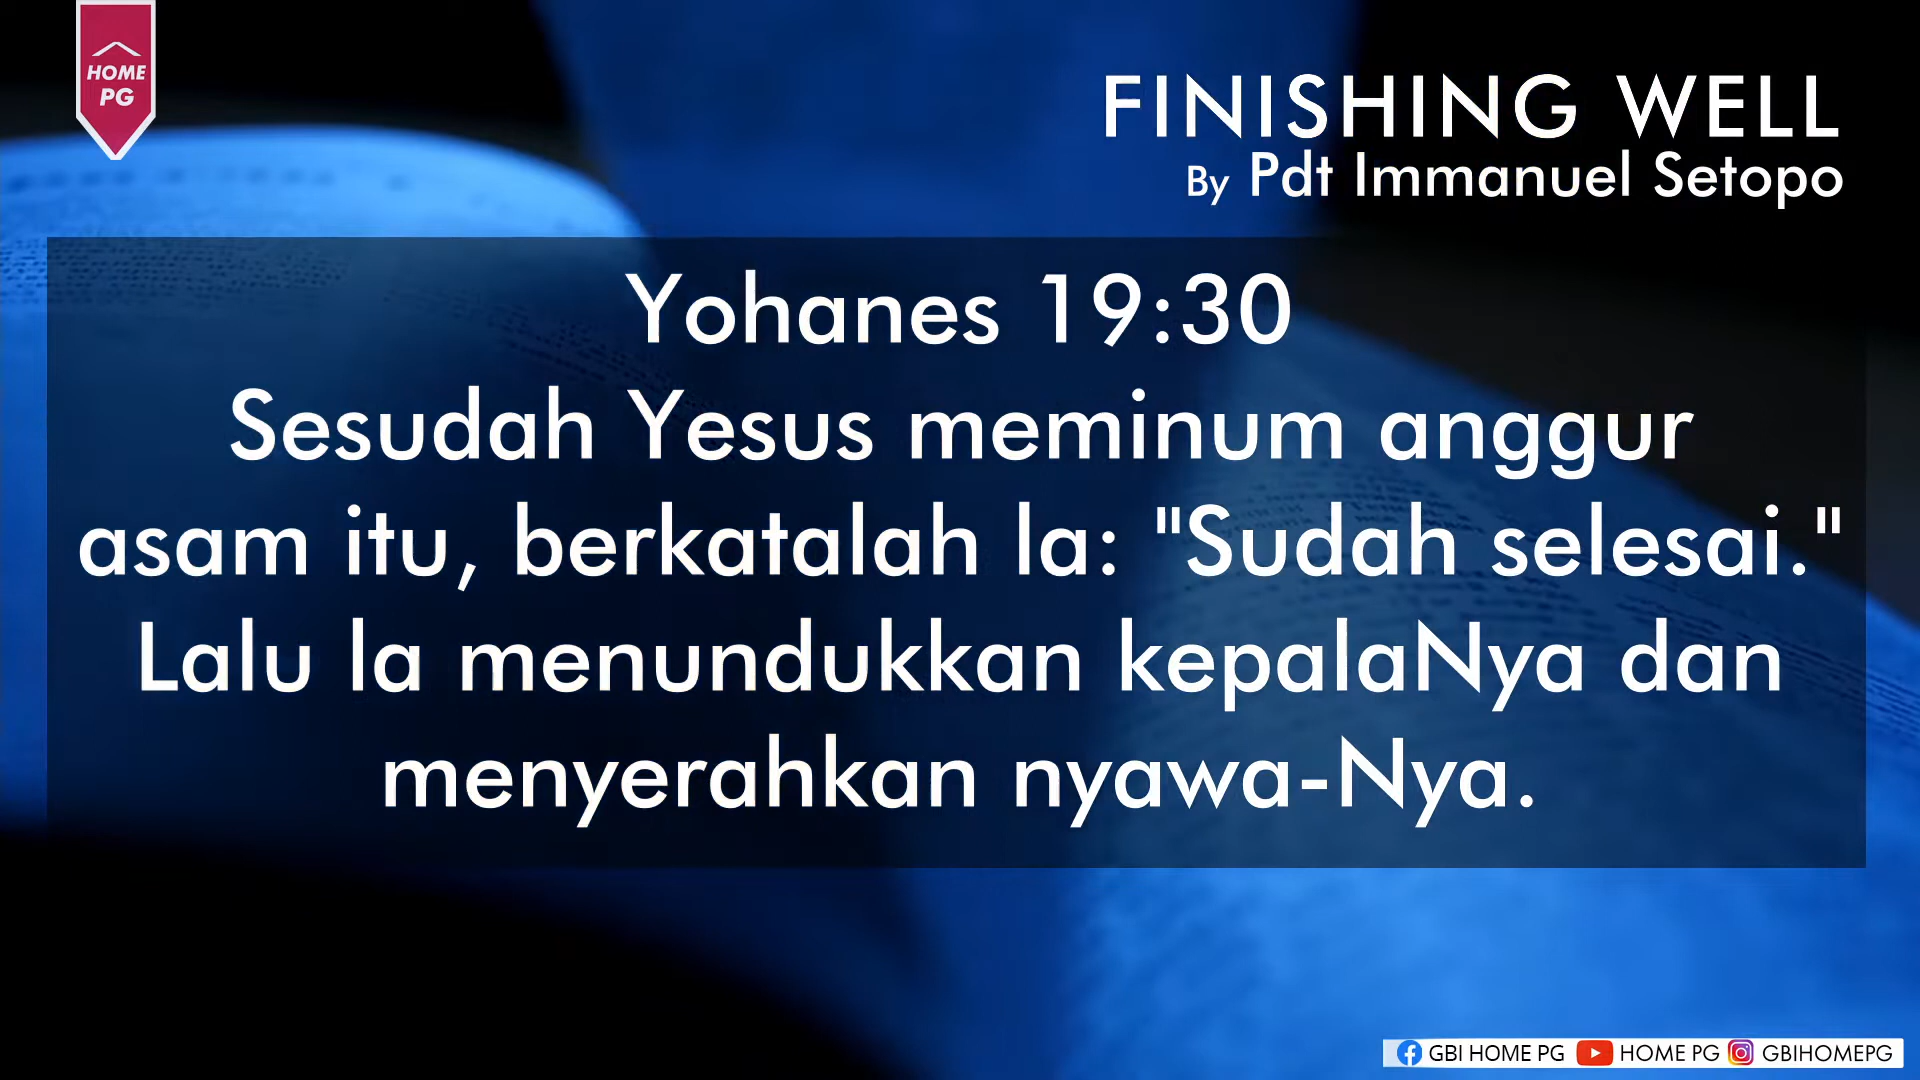 HOME
PG
FINISHING WELL
By Pdt Immanuel Setopo
Yohanes 19:30
Sesudah Yesus meminum anggur
asam itu, berkatalah Ia: "Sudah selesai."
Lalu Ia menundukkan kepalaNya dan
menyerahkan nyawa-Nya.
GBI HOME PG HOME PG GBIHOMEPG